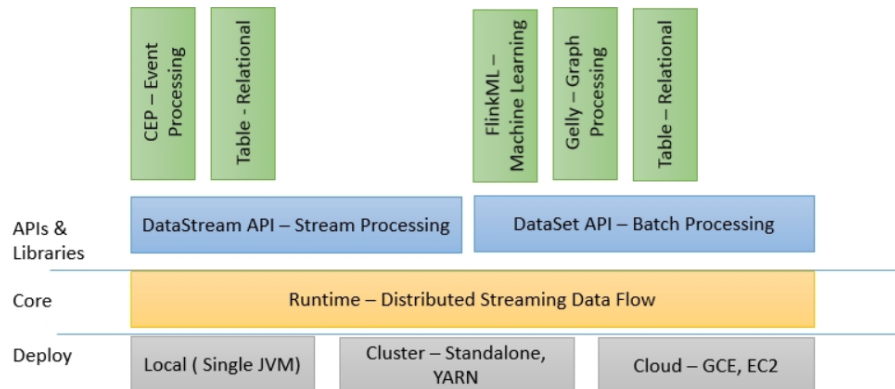 CEP – Event
Processing
Table - Relational
FlinkML –
Machine Learning
Gelly – Graph
Processing
Table – Relational
APIs &
Libraries
DataStream API – Stream Processing
DataSet API – Batch Processing
Core
Runtime – Distributed Streaming Data Flow
Deploy
Local ( Single JVM)
Cluster – Standalone,
YARN
Cloud – GCE, EC2